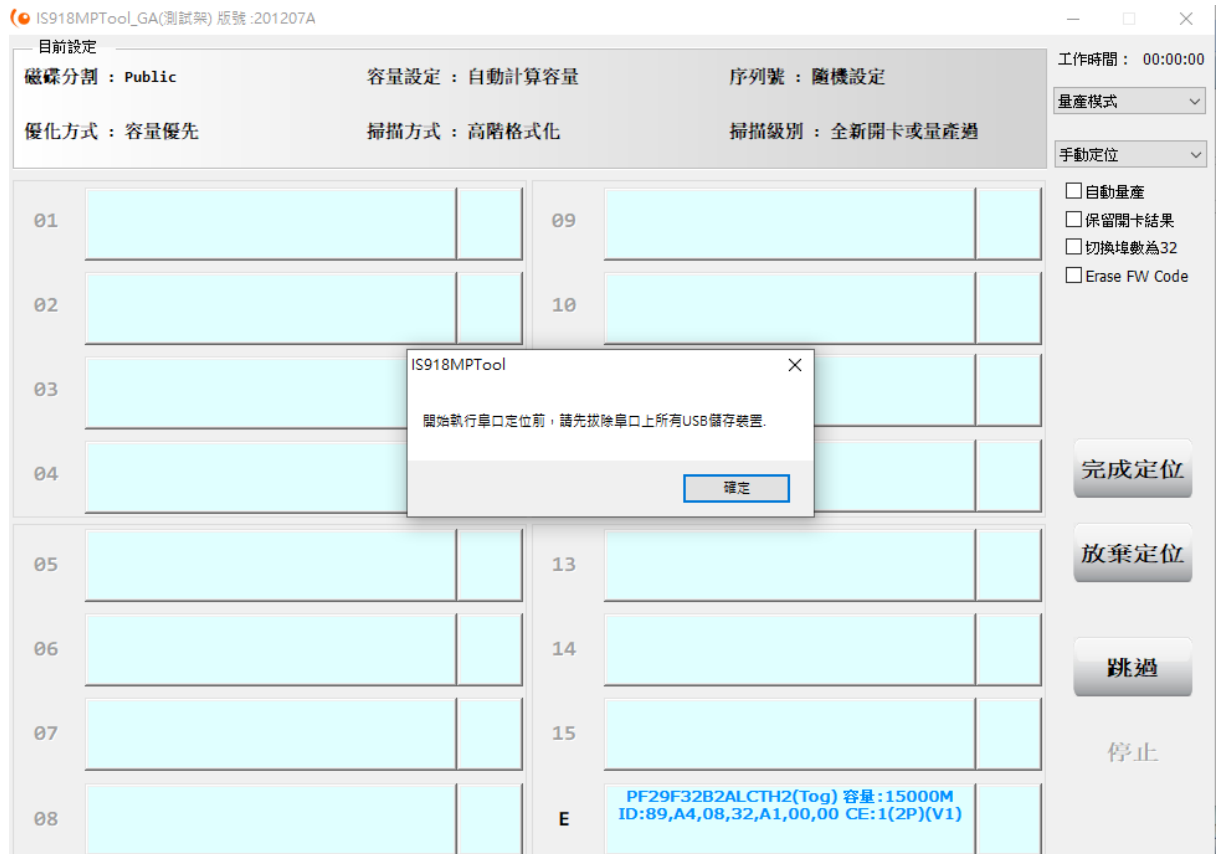 IS918MPTool_GA(測試架) 版號:201207A
目前設定
磁碟分割 : Public
容量設定 : 自動計算容量
序列號 : 隨機設定
優化方式 : 容量優先
掃描方式 : 高階格式化
掃描級別 : 全新開卡或量產過
工作時間： 00:00:00
量產模式
手動定位
自動量產
保留開卡結果
切換埠數為32
Erase FW Code
01
09
02
10
IS918MPTool
開始執行阜口定位前，請先拔除阜口上所有USB儲存裝置.
確定
03
04
05
13
06
14
07
15
08
E
PF29F32B2ALCTH2(Tog) 容量:15000M
ID:89,A4,08,32,A1,00,00 CE:1(2P)(V1)
完成定位
放棄定位
跳過
停止